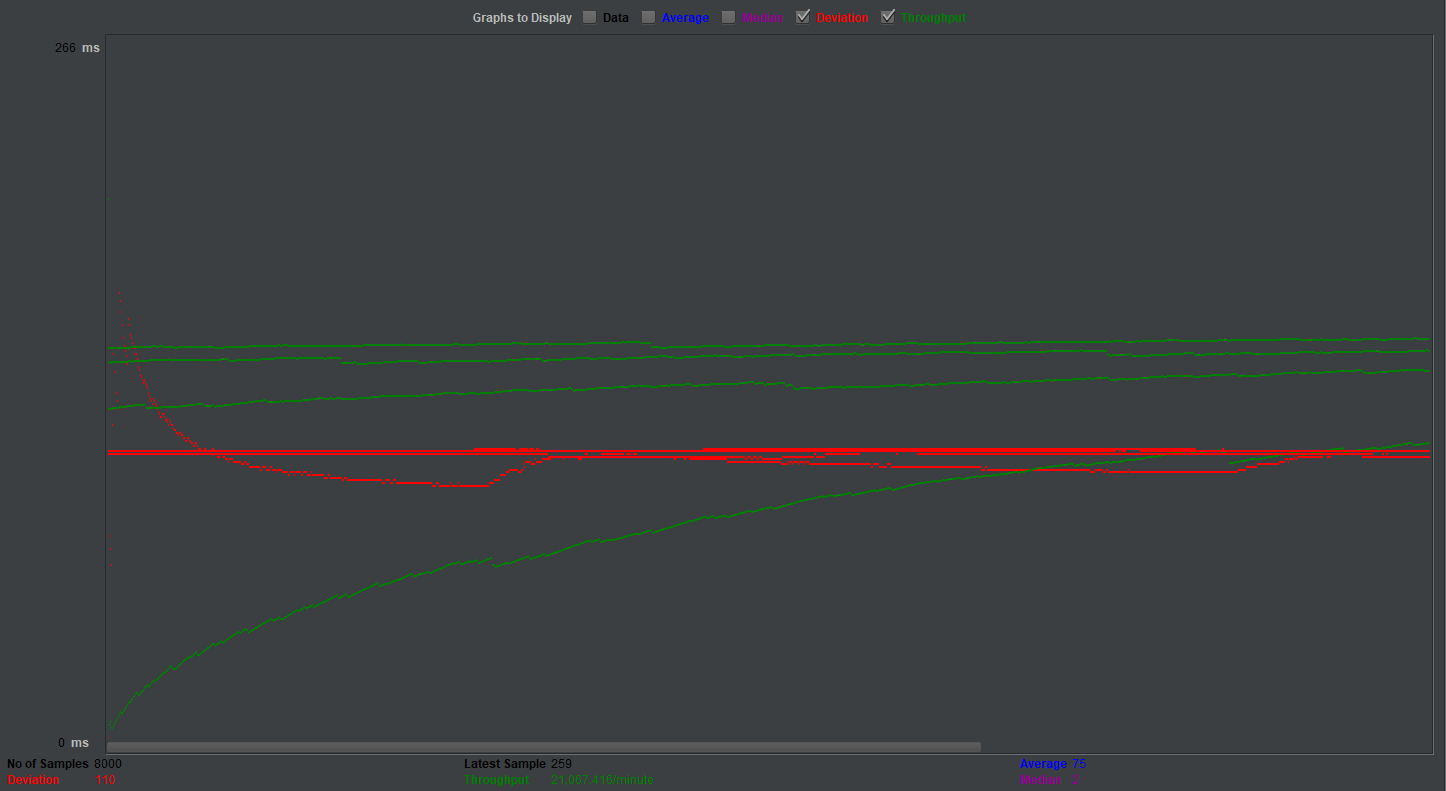 Graphs to Display Data Average Median Deviation Throughput
266 ms
0 ms
No of Samples 8000 Latest Sample 259 Average 75
Deviation 110 Throughput 21,067.416/minute Median